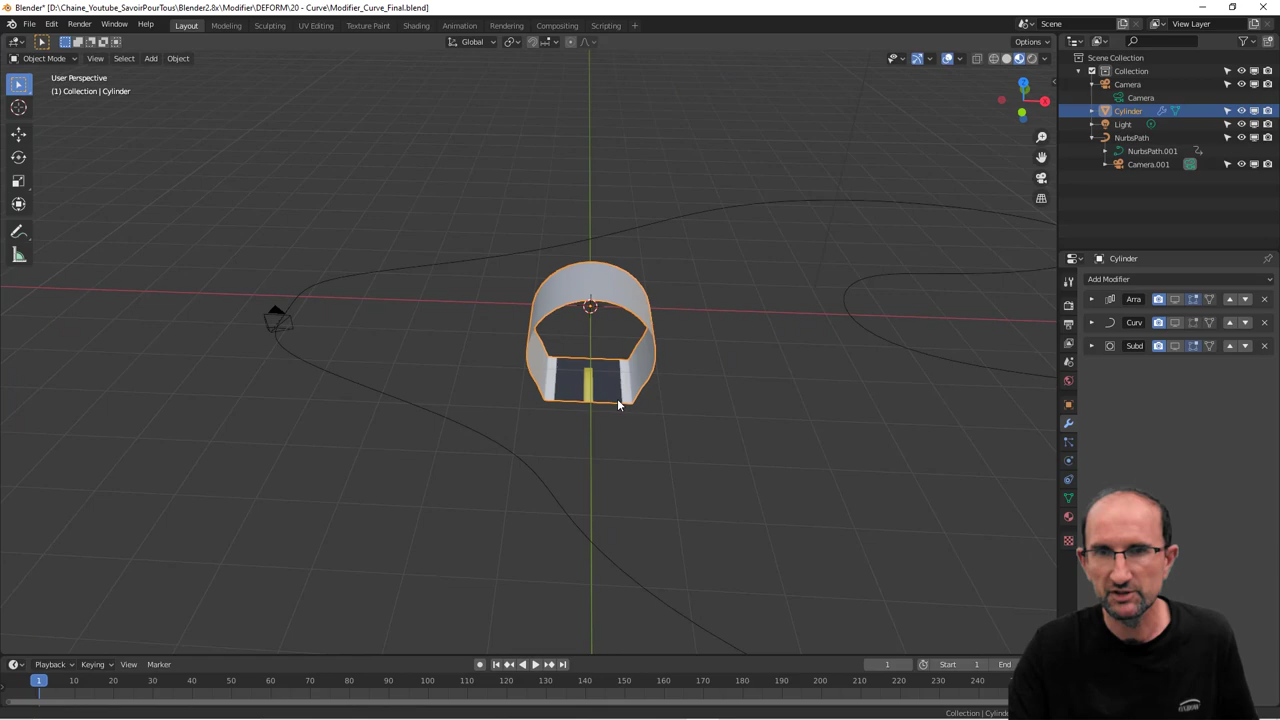 Blender* [D:\Chaine_Youtube_SavoirPourTous\Blender2.8x\Modifier\DEFORM\20 - Curve\Modifier_Curve_Final.blend]
File Edit Render Window Help Layout Modeling Sculpting UV Editing Texture Paint Shading Animation Rendering Compositing Scripting + Scene View Layer
Global Options
Object Mode View Select Add Object
User Perspective
(1) Collection | Cylinder
Scene Collection
Collection
Camera
Camera
Cylinder
Light
NurbsPath
NurbsPath.001
Camera.001
Cylinder
Add Modifier
Arra
Curv
Subd
Z
X
Playback Keying View Marker 1 Start 1 End
1 10 20 30 40 50 60 70 80 90 100 110 120 130 140 150 160 170 180 190 200 210 220 230 240
Collection | Cylinde